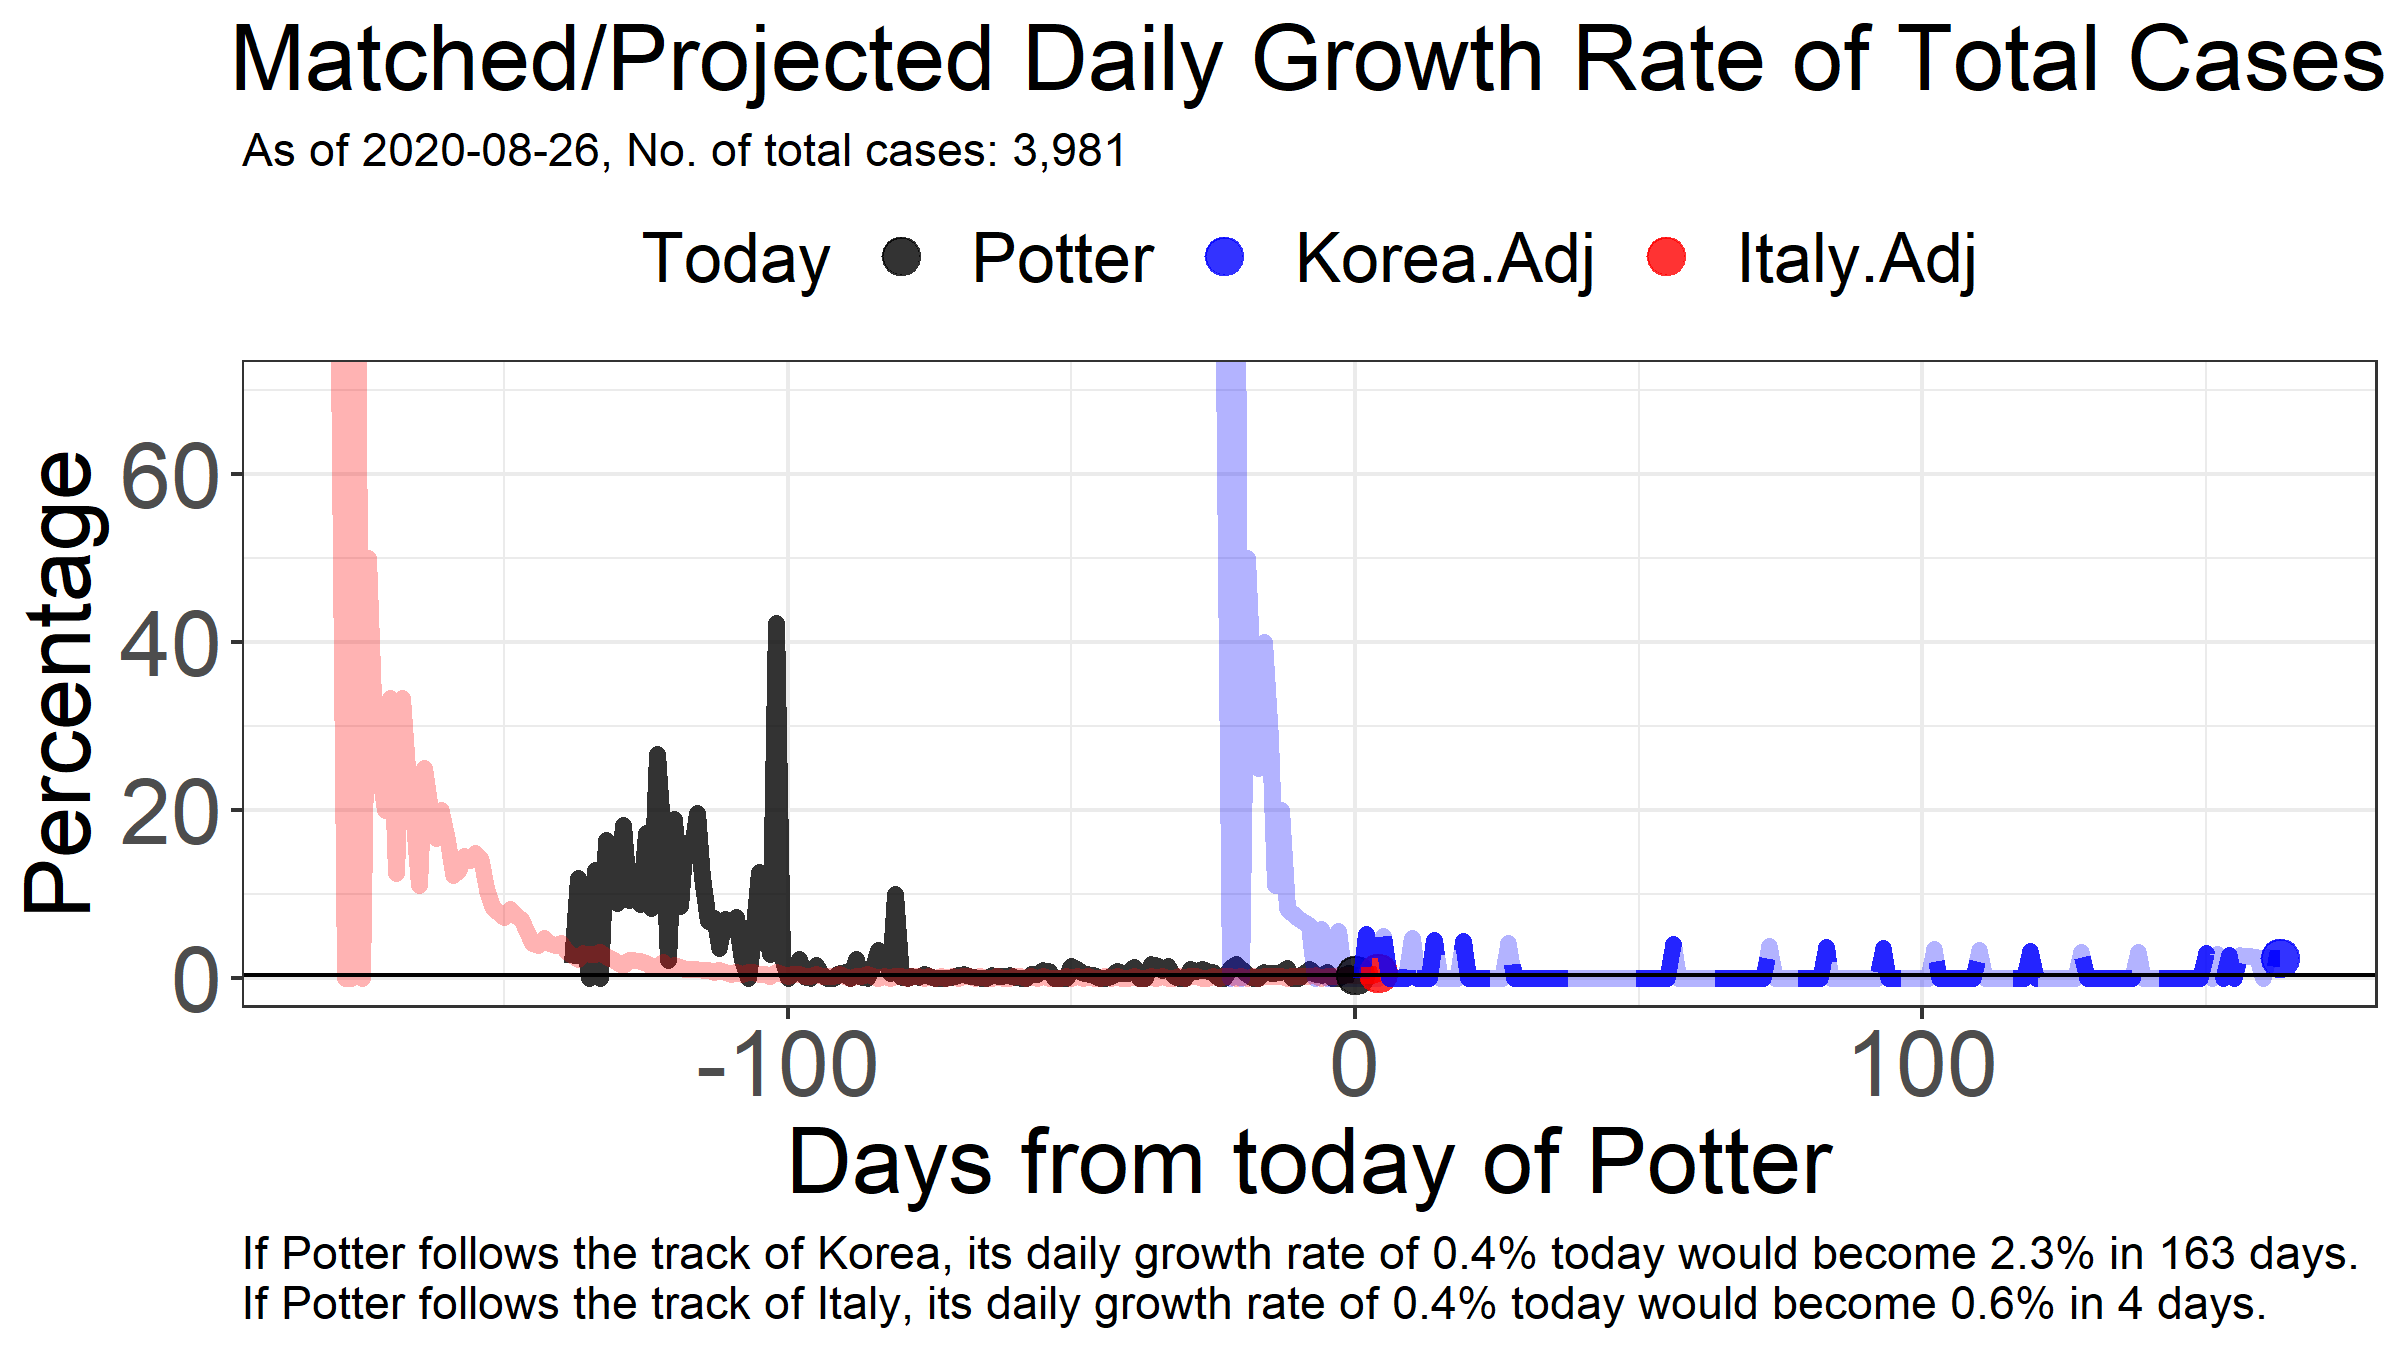 Matched/Projected Daily Growth Rate of Total Cases
As of 2020-08-26, No. of total cases: 3,981
Today Potter Korea.Adj Italy.Adj
Percentage
60
40
20
0
-100 0 100
Days from today of Potter
If Potter follows the track of Korea, its daily growth rate of 0.4% today would become 2.3% in 163 days.
If Potter follows the track of Italy, its daily growth rate of 0.4% today would become 0.6% in 4 days.